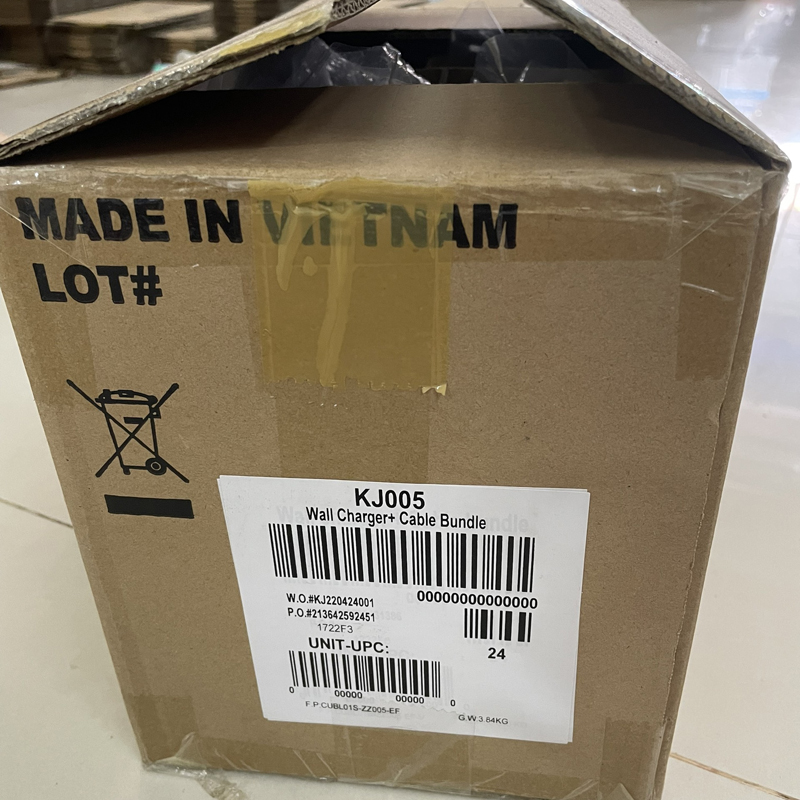 MADE IN VIETNAM
LOT#
KJ005
Wall Charger+ Cable Bundle
W.O.#KJ220424001
00000000000000
P.O.#213642592451
1722F3
24
UNIT-UPC:
0 00000 00000 0
F.P:CUBL01S-ZZ005-EF
G.W:3.84KG